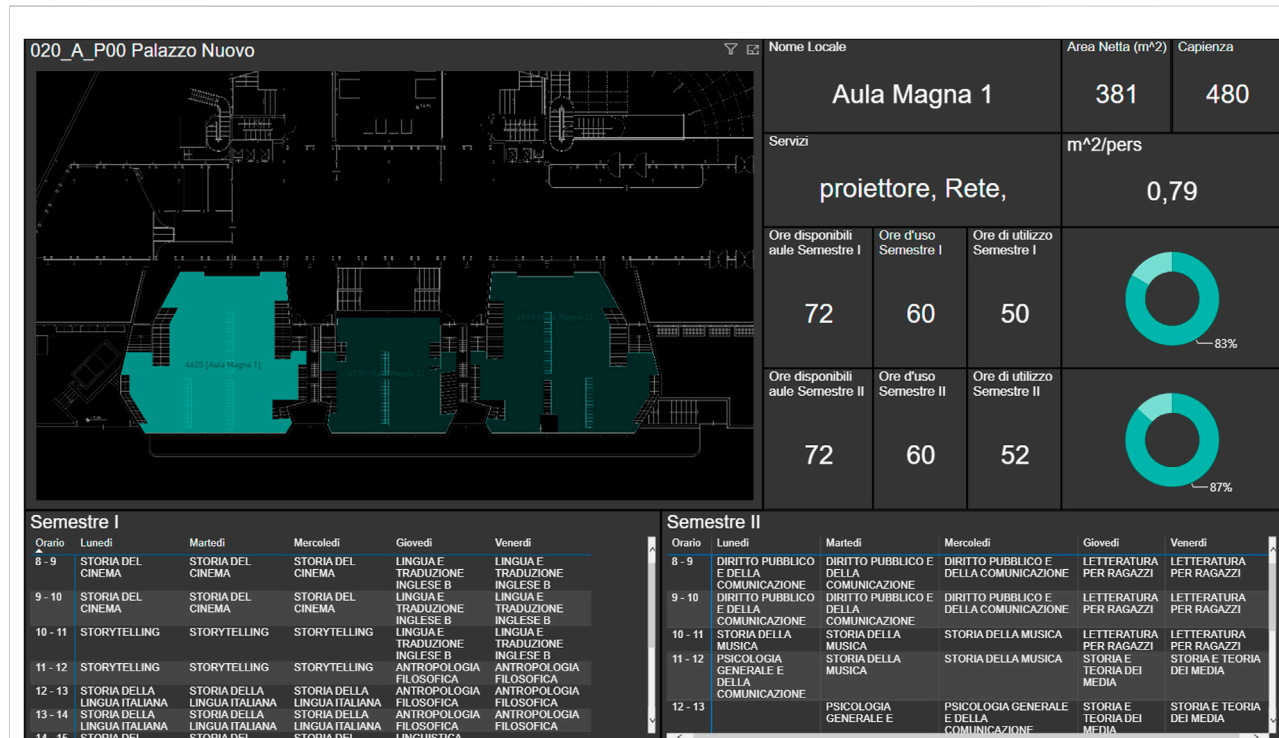 020_A_P00 Palazzo Nuovo
Nome Locale
Area Netta (m^2)
Capienza
Aula Magna 1
381
480
Servizi
m^2/pers
proiettore, Rete,
0,79
Ore disponibili
aule Semestre I
Ore d'uso
Semestre I
Ore di utilizzo
Semestre I
72
60
50
83%
Ore disponibili
aule Semestre II
Ore d'uso
Semestre II
Ore di utilizzo
Semestre II
72
60
52
87%
4620 [Aula Magna 1]
Semestre I
Orario Lunedì Martedì Mercoledì Giovedì Venerdì
8 - 9 STORIA DEL STORIA DEL STORIA DEL LINGUA E LINGUA E
CINEMA CINEMA CINEMA TRADUZIONE TRADUZIONE
INGLESE B INGLESE B
9 - 10 STORIA DEL STORIA DEL STORIA DEL LINGUA E LINGUA E
CINEMA CINEMA CINEMA TRADUZIONE TRADUZIONE
INGLESE B INGLESE B
10 - 11 STORYTELLING STORYTELLING STORYTELLING LINGUA E LINGUA E
TRADUZIONE TRADUZIONE
INGLESE B INGLESE B
11 - 12 STORYTELLING STORYTELLING STORYTELLING ANTROPOLOGIA ANTROPOLOGIA
FILOSOFICA FILOSOFICA
12 - 13 STORIA DELLA STORIA DELLA STORIA DELLA ANTROPOLOGIA ANTROPOLOGIA
LINGUA ITALIANA LINGUA ITALIANA LINGUA ITALIANA FILOSOFICA FILOSOFICA
13 - 14 STORIA DELLA STORIA DELLA STORIA DELLA ANTROPOLOGIA ANTROPOLOGIA
LINGUA ITALIANA LINGUA ITALIANA LINGUA ITALIANA FILOSOFICA FILOSOFICA
14 - 15 STORIA DEL STORIA DEL STORIA DEL LINGUISTICA
Semestre II
Orario Lunedì Martedì Mercoledì Giovedì Venerdì
8 - 9 DIRITTO PUBBLICO DIRITTO PUBBLICO E DIRITTO PUBBLICO E LETTERATURA LETTERATURA
E DELLA DELLA DELLA COMUNICAZIONE PER RAGAZZI PER RAGAZZI
COMUNICAZIONE COMUNICAZIONE
9 - 10 DIRITTO PUBBLICO DIRITTO PUBBLICO E DIRITTO PUBBLICO E LETTERATURA LETTERATURA
E DELLA DELLA DELLA COMUNICAZIONE PER RAGAZZI PER RAGAZZI
COMUNICAZIONE COMUNICAZIONE
10 - 11 STORIA DELLA STORIA DELLA STORIA DELLA MUSICA LETTERATURA LETTERATURA
MUSICA MUSICA PER RAGAZZI PER RAGAZZI
11 - 12 PSICOLOGIA STORIA DELLA STORIA DELLA MUSICA STORIA E STORIA E TEORIA
GENERALE E MUSICA TEORIA DEI DEI MEDIA
DELLA MEDIA
COMUNICAZIONE
12 - 13 PSICOLOGIA PSICOLOGIA GENERALE STORIA E STORIA E TEORIA
GENERALE E E DELLA TEORIA DEI DEI MEDIA
COMUNICAZIONE MEDIA